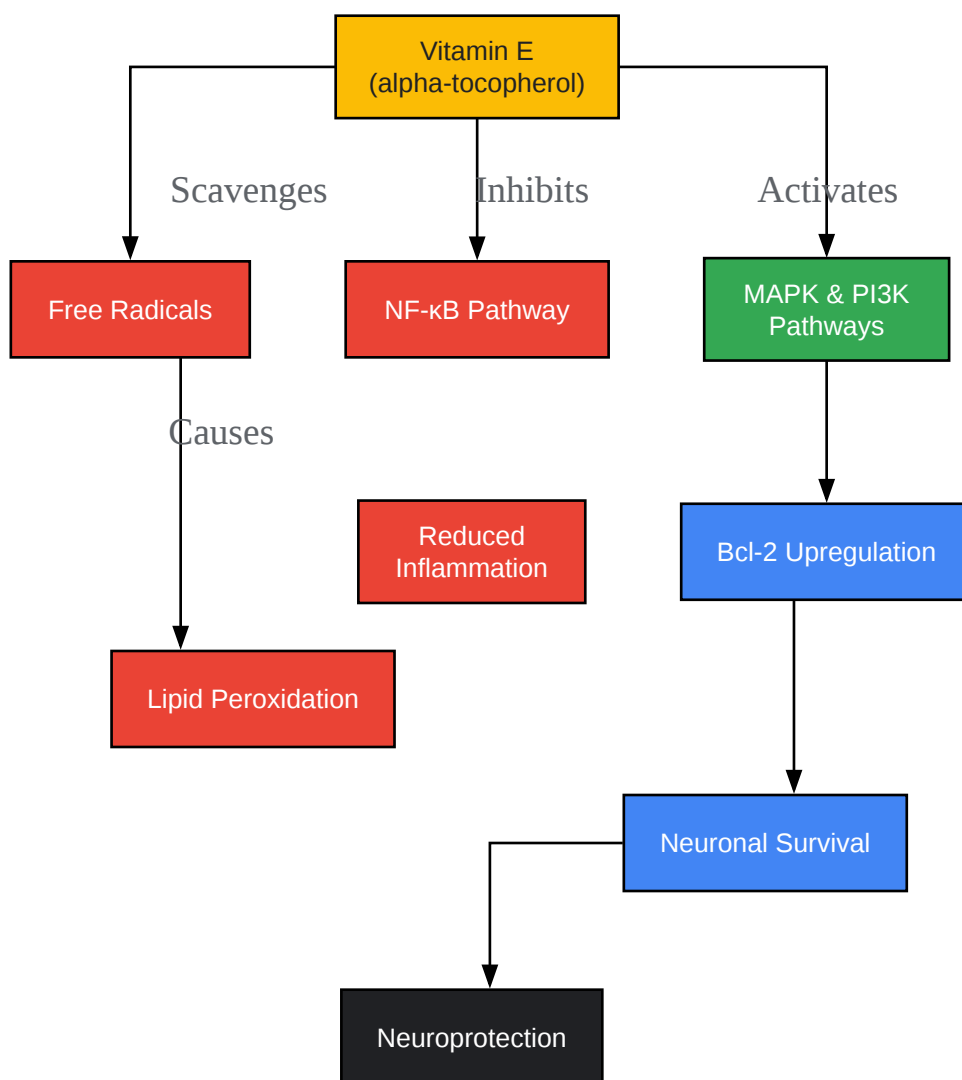 Vitamin E
(alpha-tocopherol)
Scavenges
Inhibits
Activates
Free Radicals
NF-κB Pathway
MAPK & PI3K
Pathways
Causes
Reduced
Inflammation
Bcl-2 Upregulation
Lipid Peroxidation
Neuronal Survival
Neuroprotection